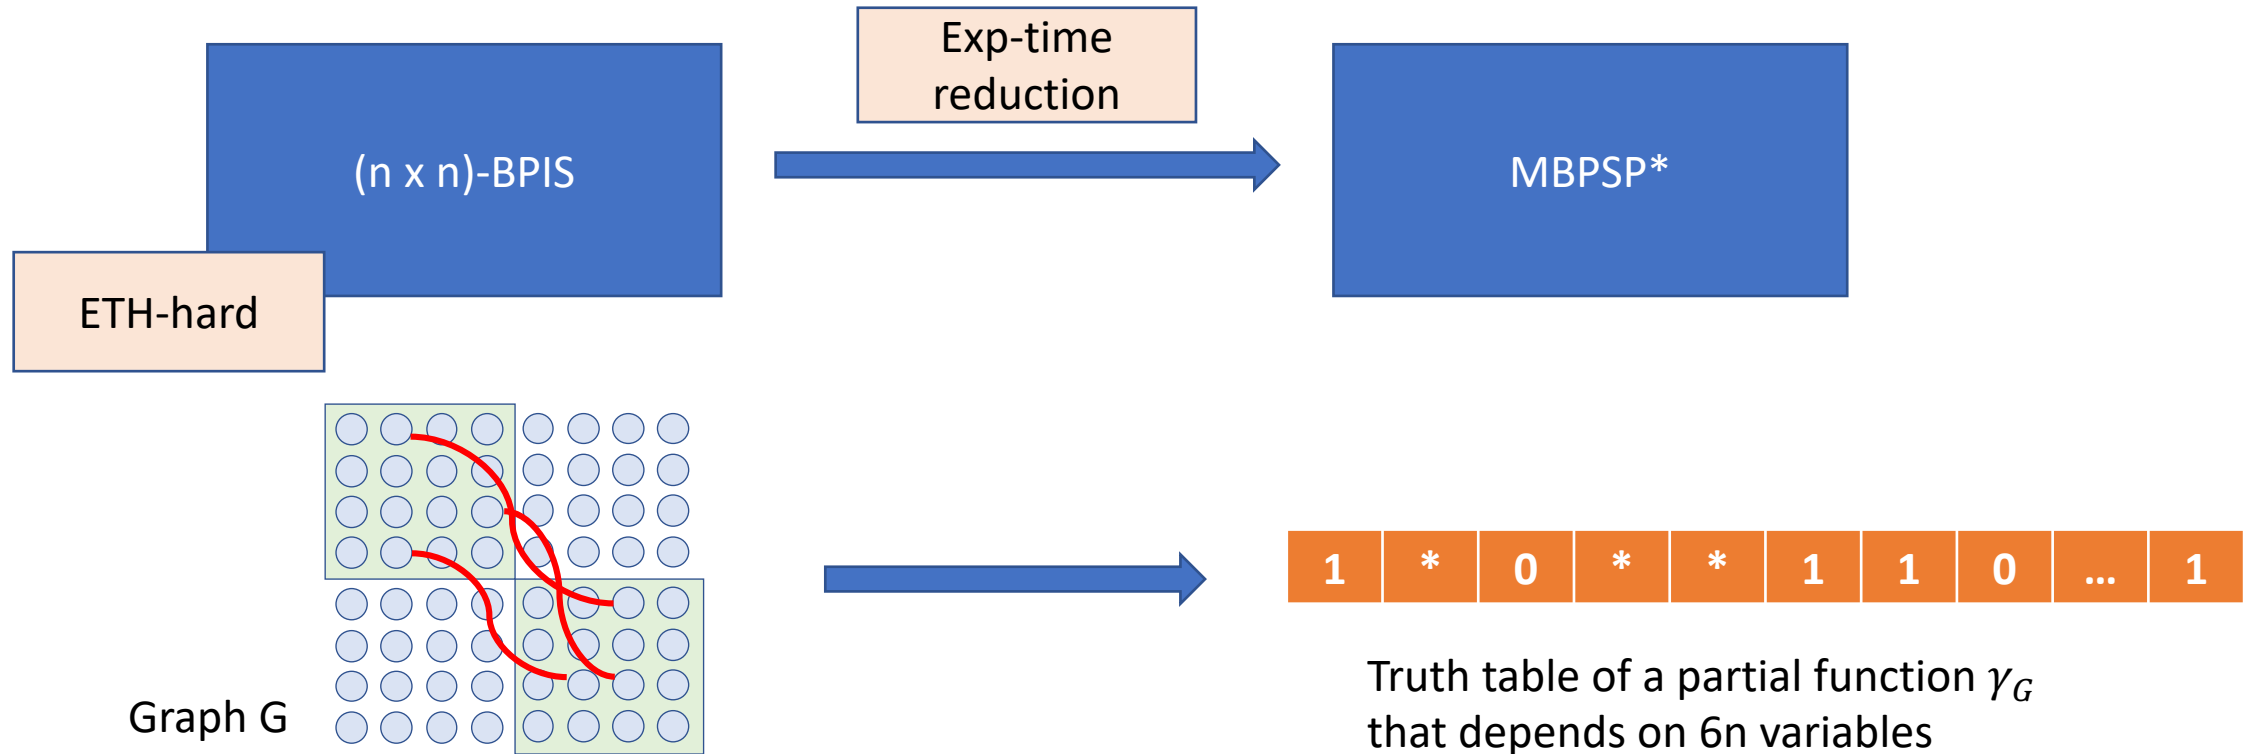 Exp-time
reduction
(n x n)-BPIS
MBPSP*
ETH-hard
1 * 0 * * 1 1 0 ... 1
Graph G
Truth table of a partial function γ_G
that depends on 6n variables